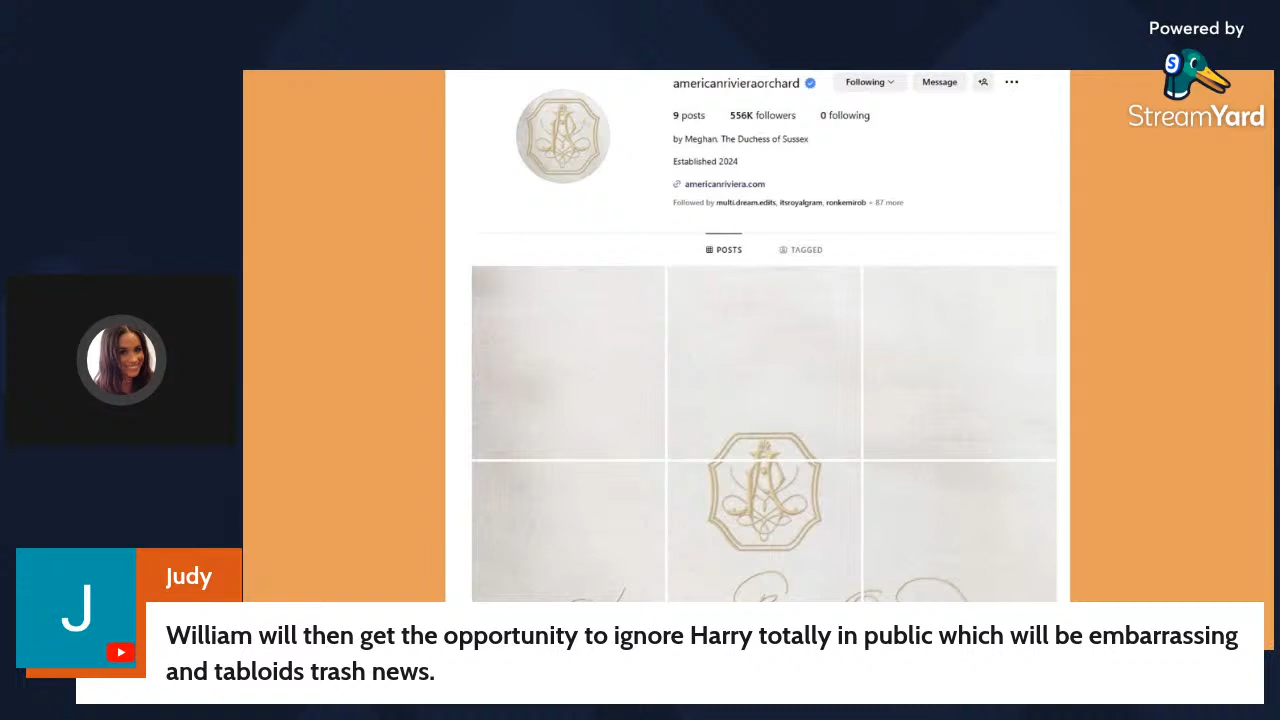 Powered by
StreamYard
americanrivieraorchard
Following
Message
9 posts
556K followers
0 following
by Meghan, The Duchess of Sussex
Established 2024
americanriviera.com
Followed by multi.dream.edits, itsroyalgram, ronkemirob + 87 more
POSTS
TAGGED
J
Judy
William will then get the opportunity to ignore Harry totally in public which will be embarrassing
and tabloids trash news.